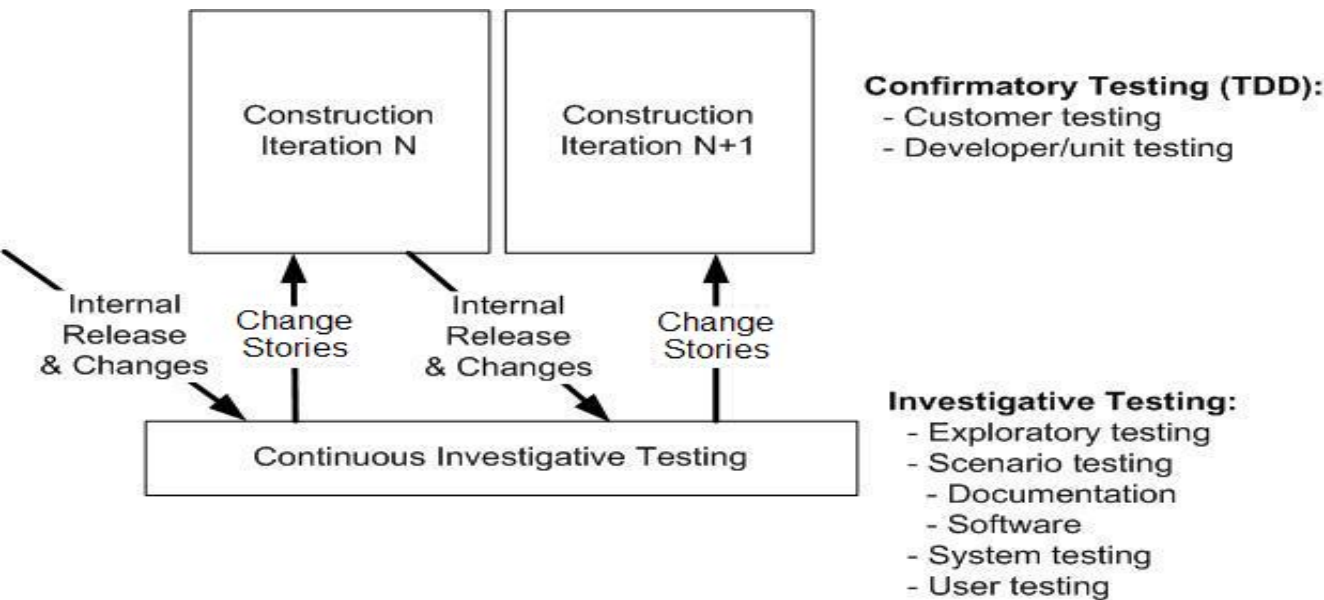 Construction
Iteration N
Construction
Iteration N+1
Confirmatory Testing (TDD):
- Customer testing
- Developer/unit testing
Internal
Release
& Changes
Change
Stories
Internal
Release
& Changes
Change
Stories
Continuous Investigative Testing
Investigative Testing:
- Exploratory testing
- Scenario testing
- Documentation
- Software
- System testing
- User testing